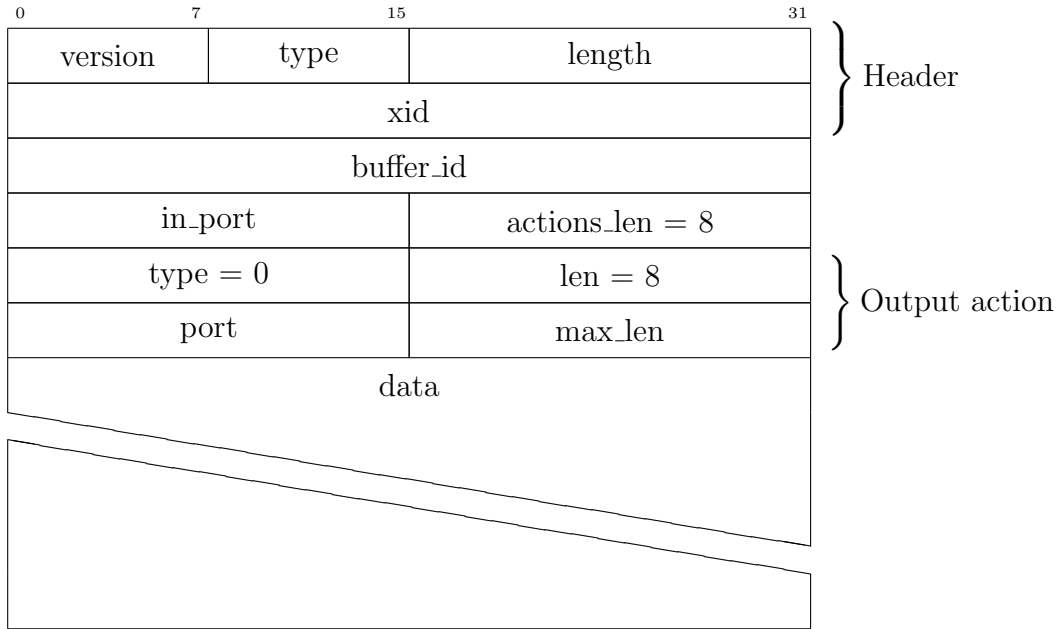 0 7 15 31
version type length
Header
xid
buffer_id
in_port actions_len = 8
type = 0 len = 8
Output action
port max_len
data